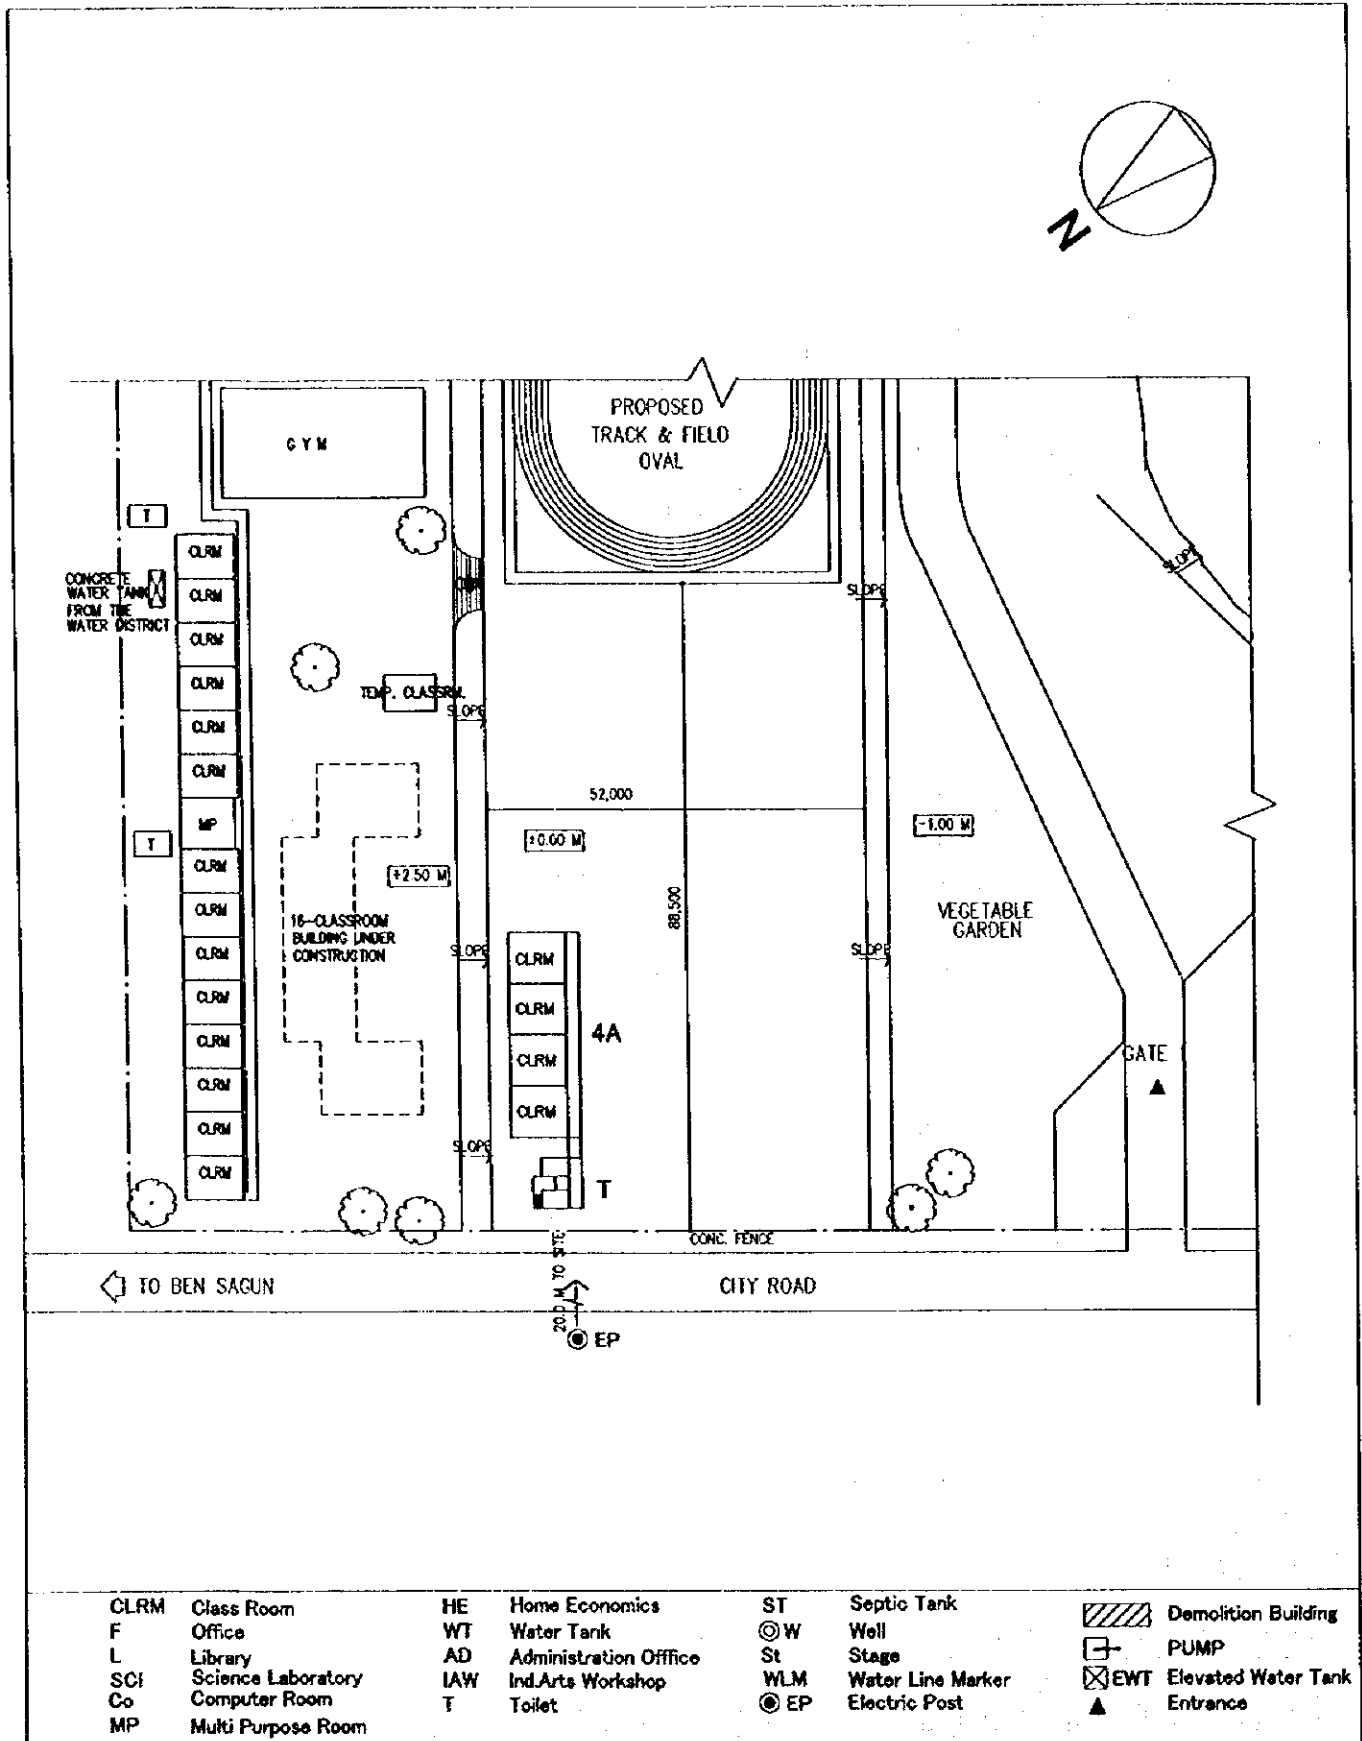 N
PROPOSED
TRACK & FIELD
OVAL
GYM
T
CLRM
CONCRETE
WATER TANK
FROM THE
WATER DISTRICT
CLRM
CLRM
CLRM
CLRM
CLRM
MP
T
CLRM
CLRM
CLRM
CLRM
CLRM
CLRM
CLRM
CLRM
SLOPE
SLOPE
TEMP. CLASSRM.
SLOPE
52,000
±0.00 M
-1.00 M
+2.50 M
88,500
16-CLASSROOM
BUILDING UNDER
CONSTRUCTION
VEGETABLE
GARDEN
SLOPE
SLOPE
CLRM
CLRM
CLRM
CLRM
4A
GATE
SLOPE
T
CONC. FENCE
20.0 M TO SITE
TO BEN SAGUN
CITY ROAD
EP
CLRM Class Room
F Office
L Library
SCI Science Laboratory
Co Computer Room
MP Multi Purpose Room
HE Home Economics
WT Water Tank
AD Administration Offfice
IAW Ind.Arts Workshop
T Toilet
ST Septic Tank
W Well
St Stage
WLM Water Line Marker
EP Electric Post
Demolition Building
PUMP
EWT Elevated Water Tank
Entrance